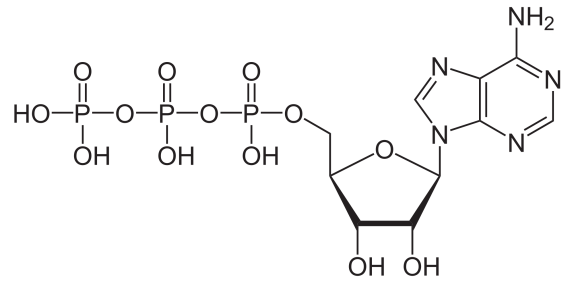 NH₂
O O O N N
HO P O P O P O
OH OH OH O N N
OH OH